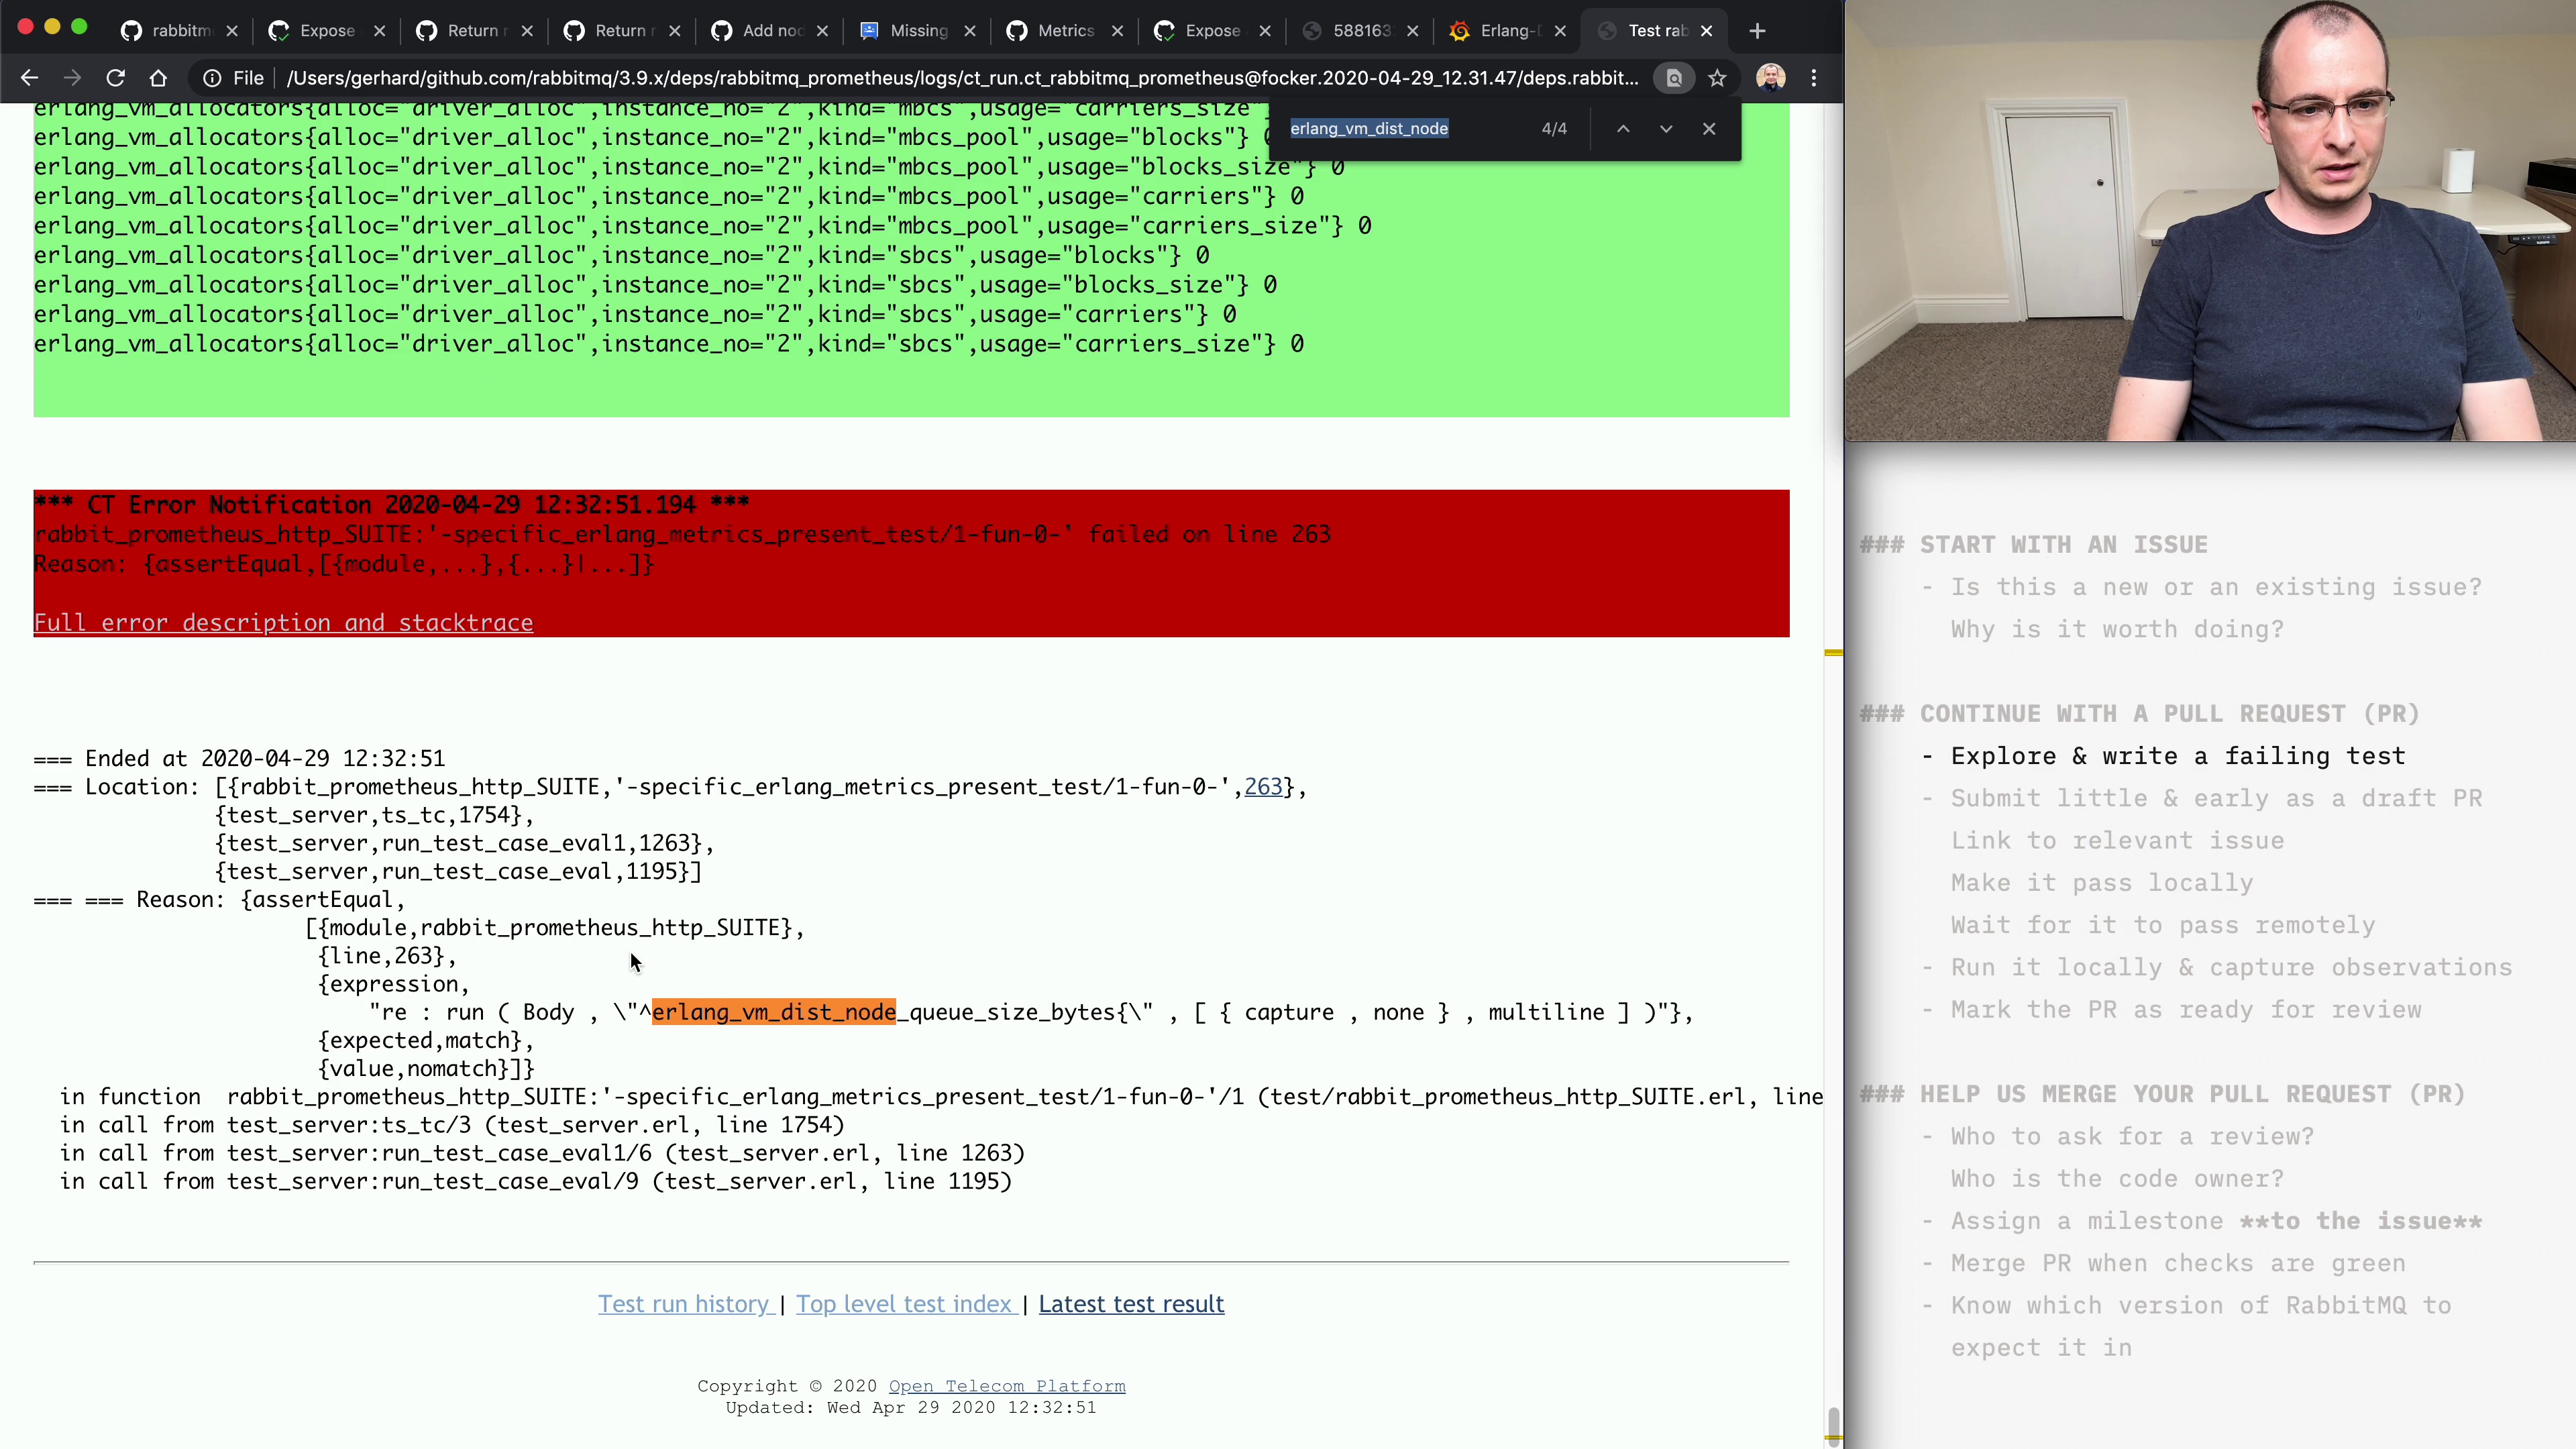 rabbitm
Expose
Return r
Return r
Add nod
Missing
Metrics
Expose
588163
Erlang-D
Test rab
File
/Users/gerhard/github.com/rabbitmq/3.9.x/deps/rabbitmq_prometheus/logs/ct_run.ct_rabbitmq_prometheus@focker.2020-04-29_12.31.47/deps.rabbit...
erlang_vm_dist_node
4/4
erlang_vm_allocators{alloc="driver_alloc",instance_no="2",kind="mbcs",usage="carriers_size"
erlang_vm_allocators{alloc="driver_alloc",instance_no="2",kind="mbcs_pool",usage="blocks"} 0
erlang_vm_allocators{alloc="driver_alloc",instance_no="2",kind="mbcs_pool",usage="blocks_size"} 0
erlang_vm_allocators{alloc="driver_alloc",instance_no="2",kind="mbcs_pool",usage="carriers"} 0
erlang_vm_allocators{alloc="driver_alloc",instance_no="2",kind="mbcs_pool",usage="carriers_size"} 0
erlang_vm_allocators{alloc="driver_alloc",instance_no="2",kind="sbcs",usage="blocks"} 0
erlang_vm_allocators{alloc="driver_alloc",instance_no="2",kind="sbcs",usage="blocks_size"} 0
erlang_vm_allocators{alloc="driver_alloc",instance_no="2",kind="sbcs",usage="carriers"} 0
erlang_vm_allocators{alloc="driver_alloc",instance_no="2",kind="sbcs",usage="carriers_size"} 0
*** CT Error Notification 2020-04-29 12:32:51.194 ***
rabbit_prometheus_http_SUITE:'-specific_erlang_metrics_present_test/1-fun-0-' failed on line 263
Reason: {assertEqual,[{module,...},{...}|...]}
Full error description and stacktrace
=== Ended at 2020-04-29 12:32:51
=== Location: [{rabbit_prometheus_http_SUITE,'-specific_erlang_metrics_present_test/1-fun-0-',263},
{test_server,ts_tc,1754},
{test_server,run_test_case_eval1,1263},
{test_server,run_test_case_eval,1195}]
=== === Reason: {assertEqual,
[{module,rabbit_prometheus_http_SUITE},
{line,263},
{expression,
"re : run ( Body , \"^erlang_vm_dist_node_queue_size_bytes{\" , [ { capture , none } , multiline ] )"},
{expected,match},
{value,nomatch}]}
in function  rabbit_prometheus_http_SUITE:'-specific_erlang_metrics_present_test/1-fun-0-'/1 (test/rabbit_prometheus_http_SUITE.erl, line
in call from test_server:ts_tc/3 (test_server.erl, line 1754)
in call from test_server:run_test_case_eval1/6 (test_server.erl, line 1263)
in call from test_server:run_test_case_eval/9 (test_server.erl, line 1195)
Test run history | Top level test index | Latest test result
Copyright © 2020 Open Telecom Platform
Updated: Wed Apr 29 2020 12:32:51
### START WITH AN ISSUE
- Is this a new or an existing issue?
Why is it worth doing?
### CONTINUE WITH A PULL REQUEST (PR)
- Explore & write a failing test
- Submit little & early as a draft PR
Link to relevant issue
Make it pass locally
Wait for it to pass remotely
- Run it locally & capture observations
- Mark the PR as ready for review
### HELP US MERGE YOUR PULL REQUEST (PR)
- Who to ask for a review?
Who is the code owner?
- Assign a milestone **to the issue**
- Merge PR when checks are green
- Know which version of RabbitMQ to
expect it in